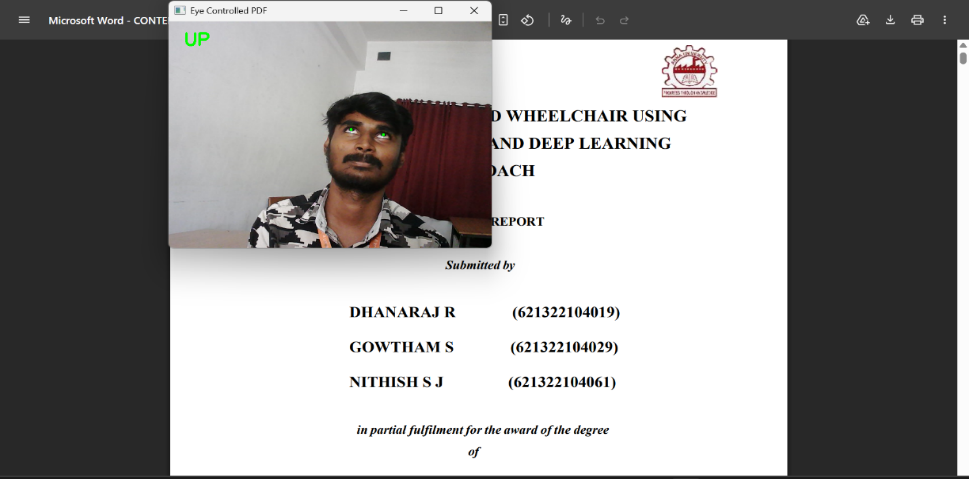 Microsoft Word - CONTE
Eye Controlled PDF
UP
D WHEELCHAIR USING
AND DEEP LEARNING
OACH
REPORT
Submitted by
DHANARAJ R (621322104019)
GOWTHAM S (621322104029)
NITHISH S J (621322104061)
in partial fulfilment for the award of the degree
of